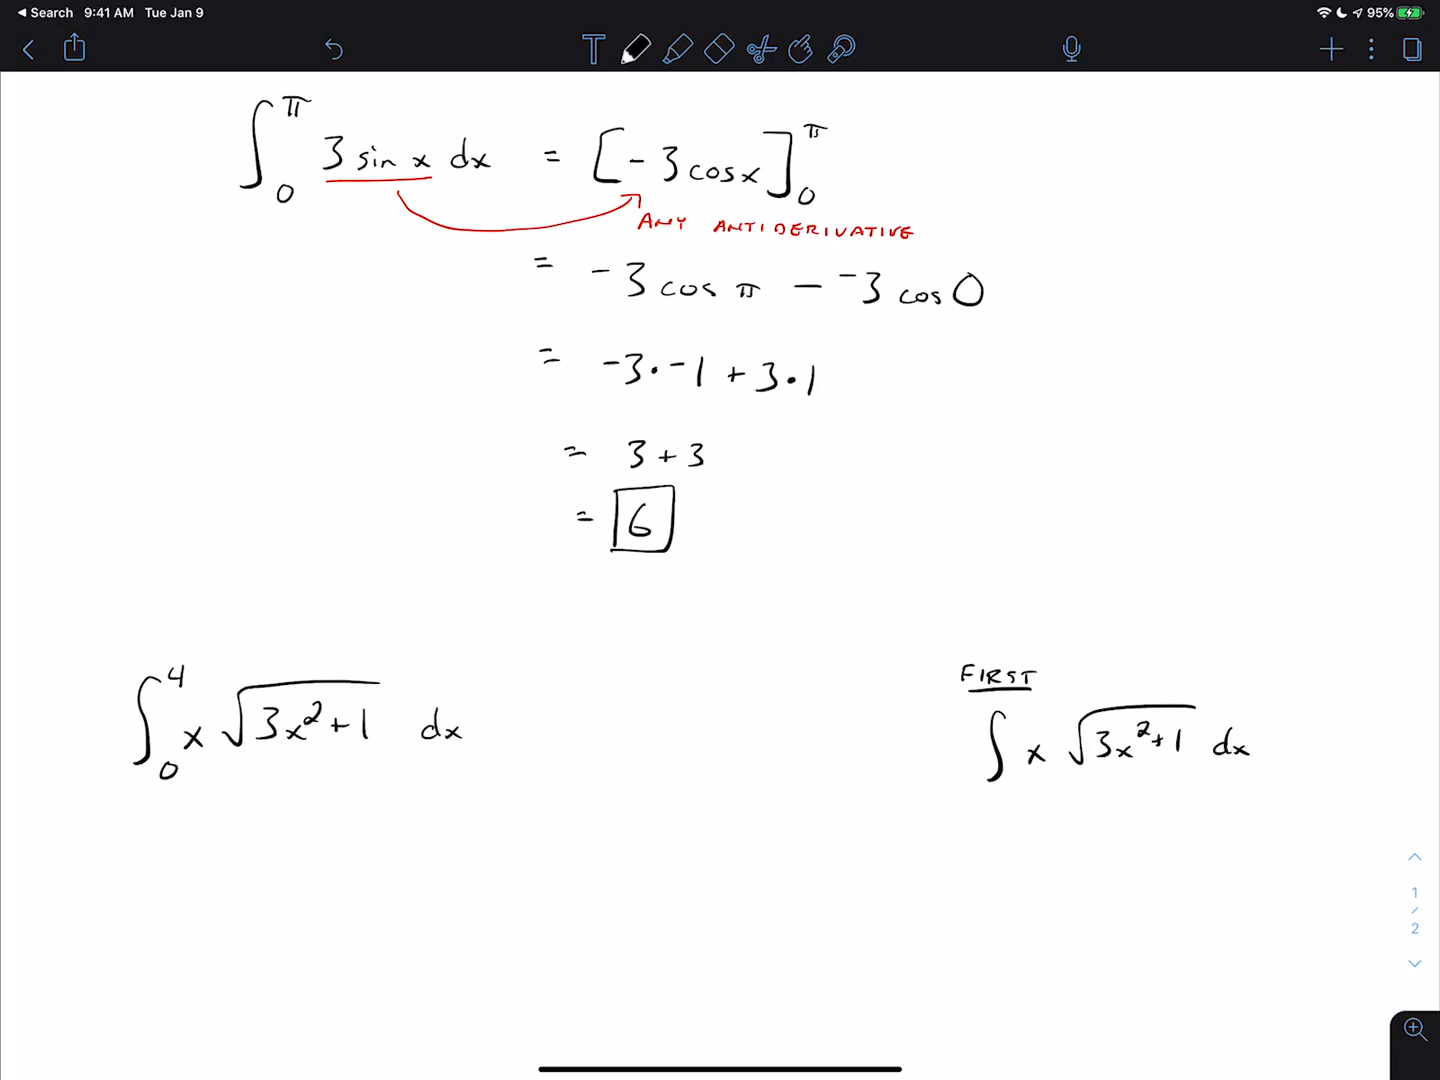 Search 9:41 AM Tue Jan 9 95%
∫₀^π 3 sin x dx = [-3 cos x]₀^π
ANY ANTIDERIVATIVE
= -3 cos π - -3 cos 0
= -3 · -1 + 3 · 1
= 3 + 3
= 6
∫₀⁴ x √(3x²+1) dx
FIRST
∫ x √(3x²+1) dx
1
/
2